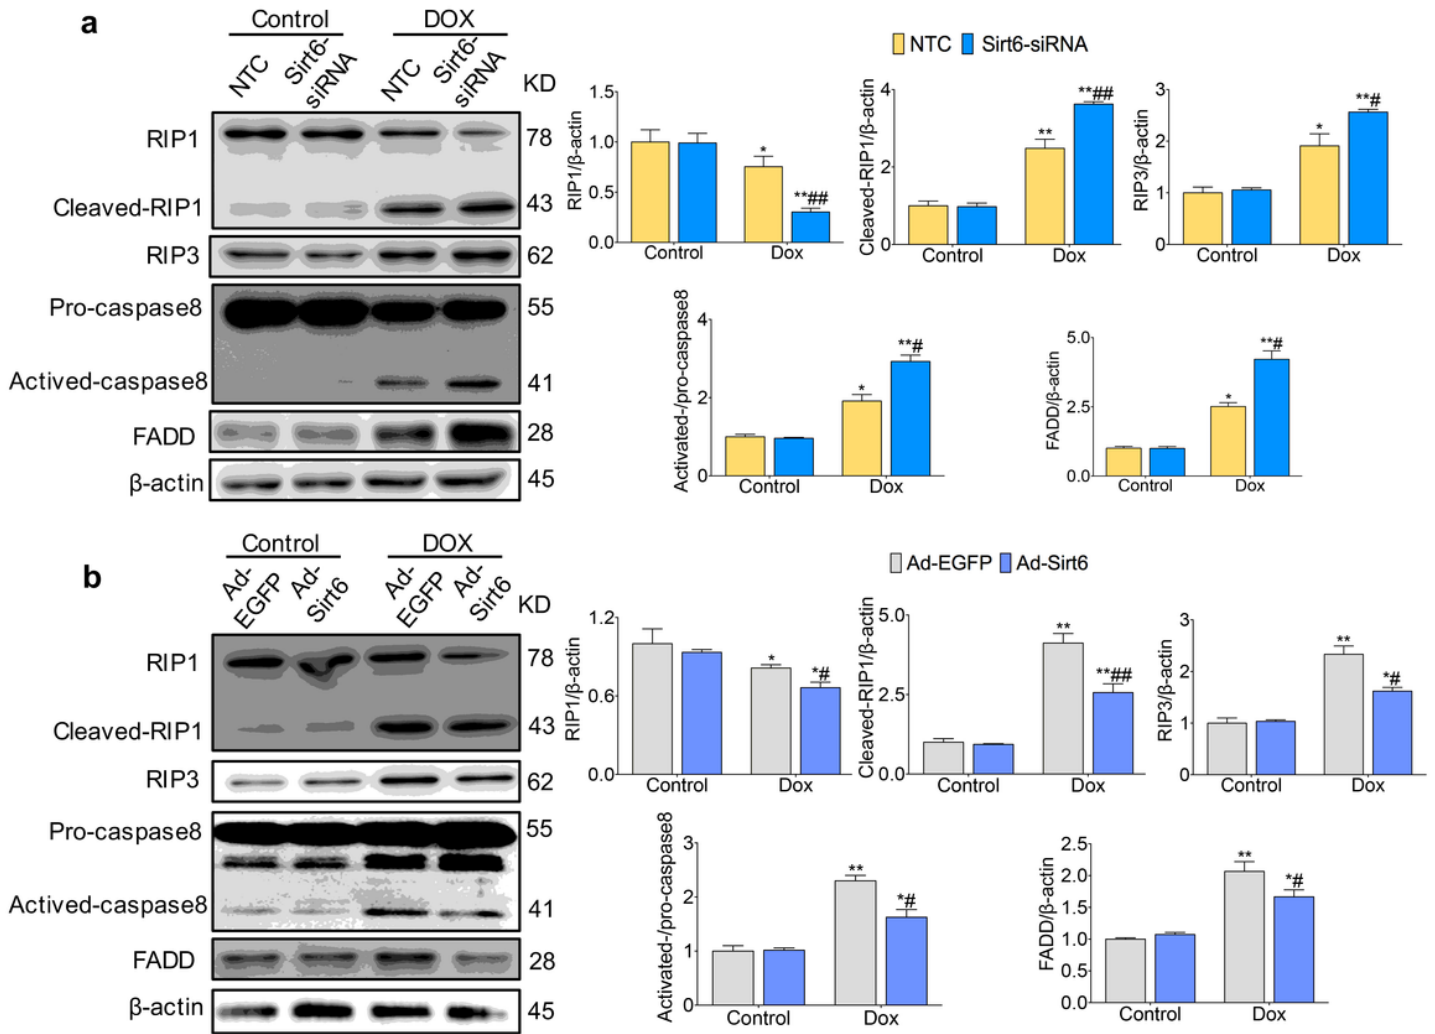 a
Control DOX
NTC Sirt6-siRNA NTC Sirt6-siRNA KD
RIP1 78
Cleaved-RIP1 43
RIP3 62
Pro-caspase8 55
Actived-caspase8 41
FADD 28
β-actin 45
NTC Sirt6-siRNA
RIP1/β-actin
1.5
1.0
0.5
0.0
* **##
Control Dox
Cleaved-RIP1/β-actin
4
2
0
** **##
Control Dox
RIP3/β-actin
3
2
1
0
* **#
Control Dox
Activated-/pro-caspase8
4
2
0
* **#
Control Dox
FADD/β-actin
5.0
2.5
0.0
* **#
Control Dox
b
Control DOX
Ad-EGFP Ad-Sirt6 Ad-EGFP Ad-Sirt6 KD
RIP1 78
Cleaved-RIP1 43
RIP3 62
Pro-caspase8 55
Actived-caspase8 41
FADD 28
β-actin 45
Ad-EGFP Ad-Sirt6
RIP1/β-actin
1.2
0.6
0.0
* *#
Control Dox
Cleaved-RIP1/β-actin
5.0
2.5
0.0
** **##
Control Dox
RIP3/β-actin
3
2
1
0
** *#
Control Dox
Activated-/pro-caspase8
3
2
1
0
** *#
Control Dox
FADD/β-actin
2.5
2.0
1.5
1.0
0.5
0.0
** *#
Control Dox